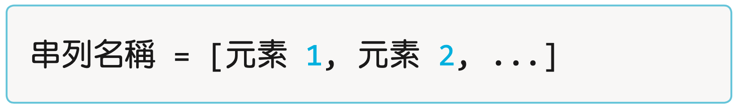 串列名稱 = [元素 1, 元素 2, ...]